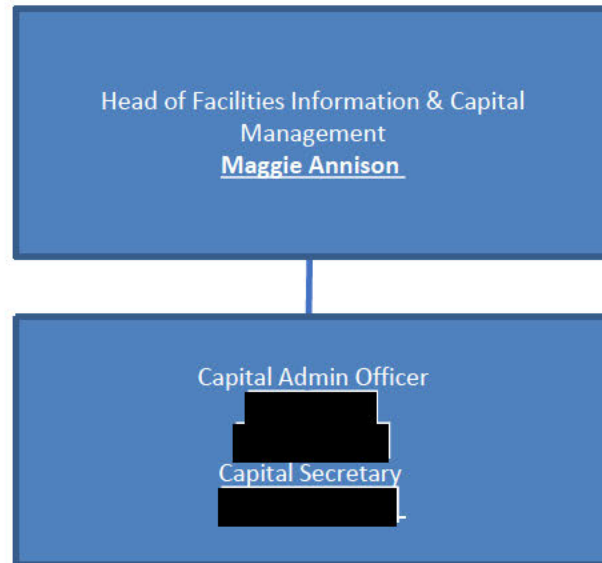 Head of Facilities Information & Capital
Management
Maggie Annison
Capital Admin Officer
Capital Secretary